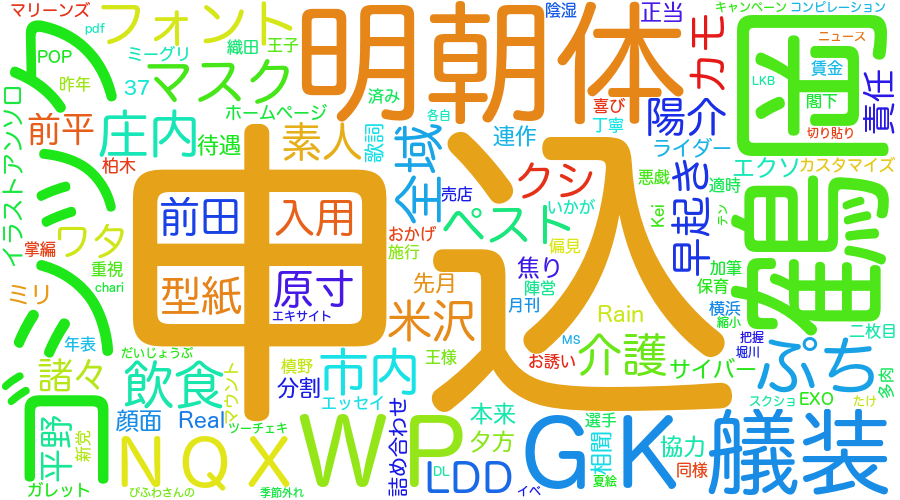 マリーンズ
フォント
明朝体
陰湿
正当
キャンペーン
コンピレーション
pdf
POP
ミーグリ
織田
王子
カモ
ニュース
鶴岡
賃金
LKB
閣下
切り貼り
責任
昨年
マスク
37
ホームページ
済み
各自
喜び
丁寧
陽介
ゴシック
イラストアンソロ
前平
庄内
待遇
素人
歌詞
全域
連作
ライダー
エクソ
カスタマイズ
柏木
申込
クシ
悪戯
適時
早起き
売店
いかが
Kei
テン
前田
入用
おかげ
ペスト
偏見
施行
掌編
ワタ
重視
chari
型紙
原寸
エキサイト
先月
焦り
陣営
月刊
加筆
保育
横浜
縮小
ミリ
年表
米沢
Rain
二枚目
把握
堀川
だいじょうぶ
槙野
王様
お誘い
MS
介護
サイバー
ぷち
多肉
諸々
飲食
マウント
分割
市内
エッセイ
スクショ
EXO
たけ
平野
新党
顔面
Real
ツーチェキ
詰め合わせ
本来
夕方
選手
相聞
協力
同様
艤装
NQX
WP
GK
DL
LDD
イベ
夏絵
ガレット
びふわさんの
季節外れ